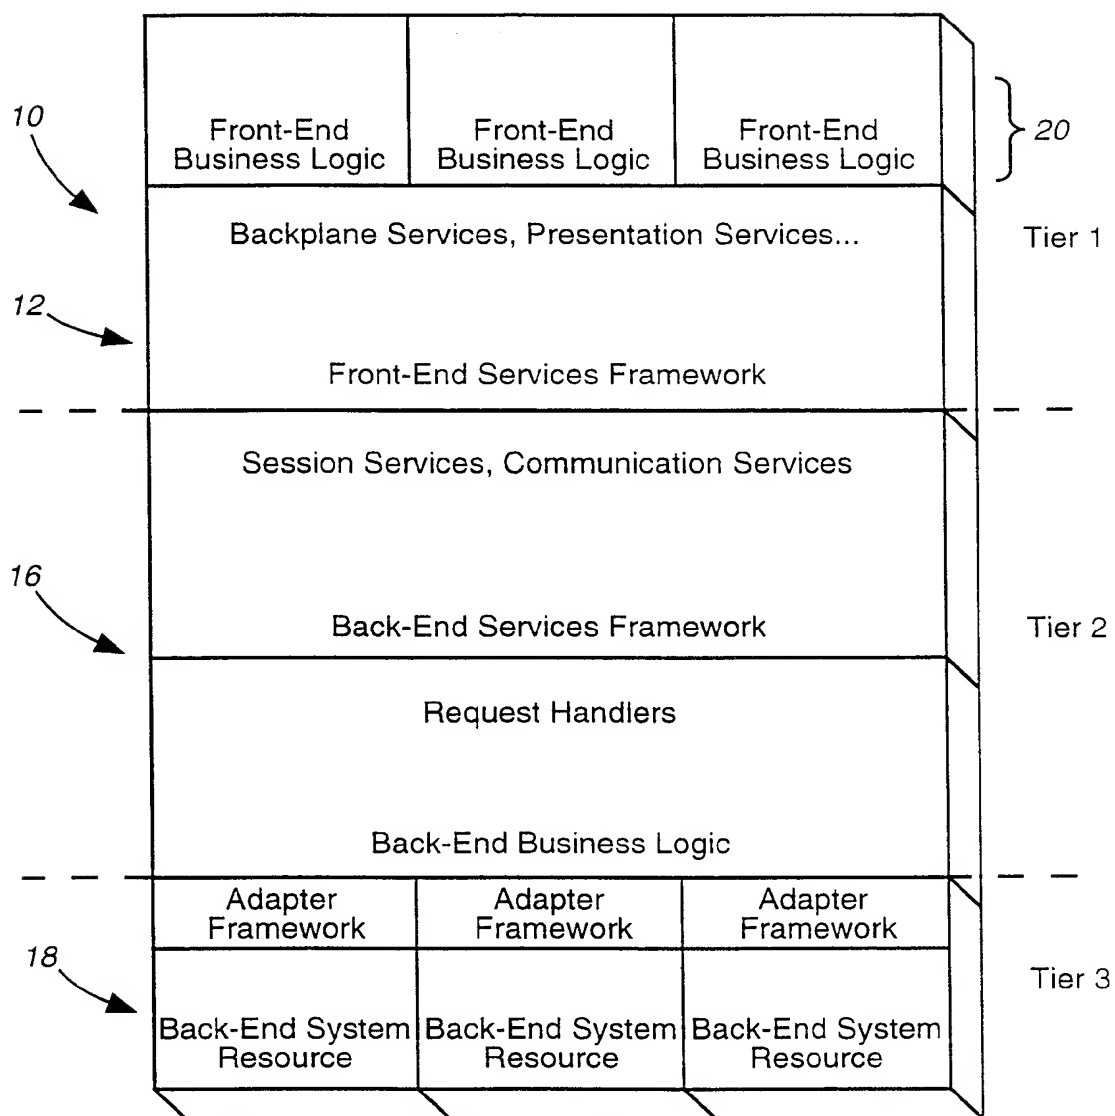 Front-End
Business Logic
Front-End
Business Logic
Front-End
Business Logic
10
20
Backplane Services, Presentation Services...
Tier 1
12
Front-End Services Framework
Session Services, Communication Services
16
Back-End Services Framework
Tier 2
Request Handlers
Back-End Business Logic
Adapter
Framework
Adapter
Framework
Adapter
Framework
18
Tier 3
Back-End System
Resource
Back-End System
Resource
Back-End System
Resource